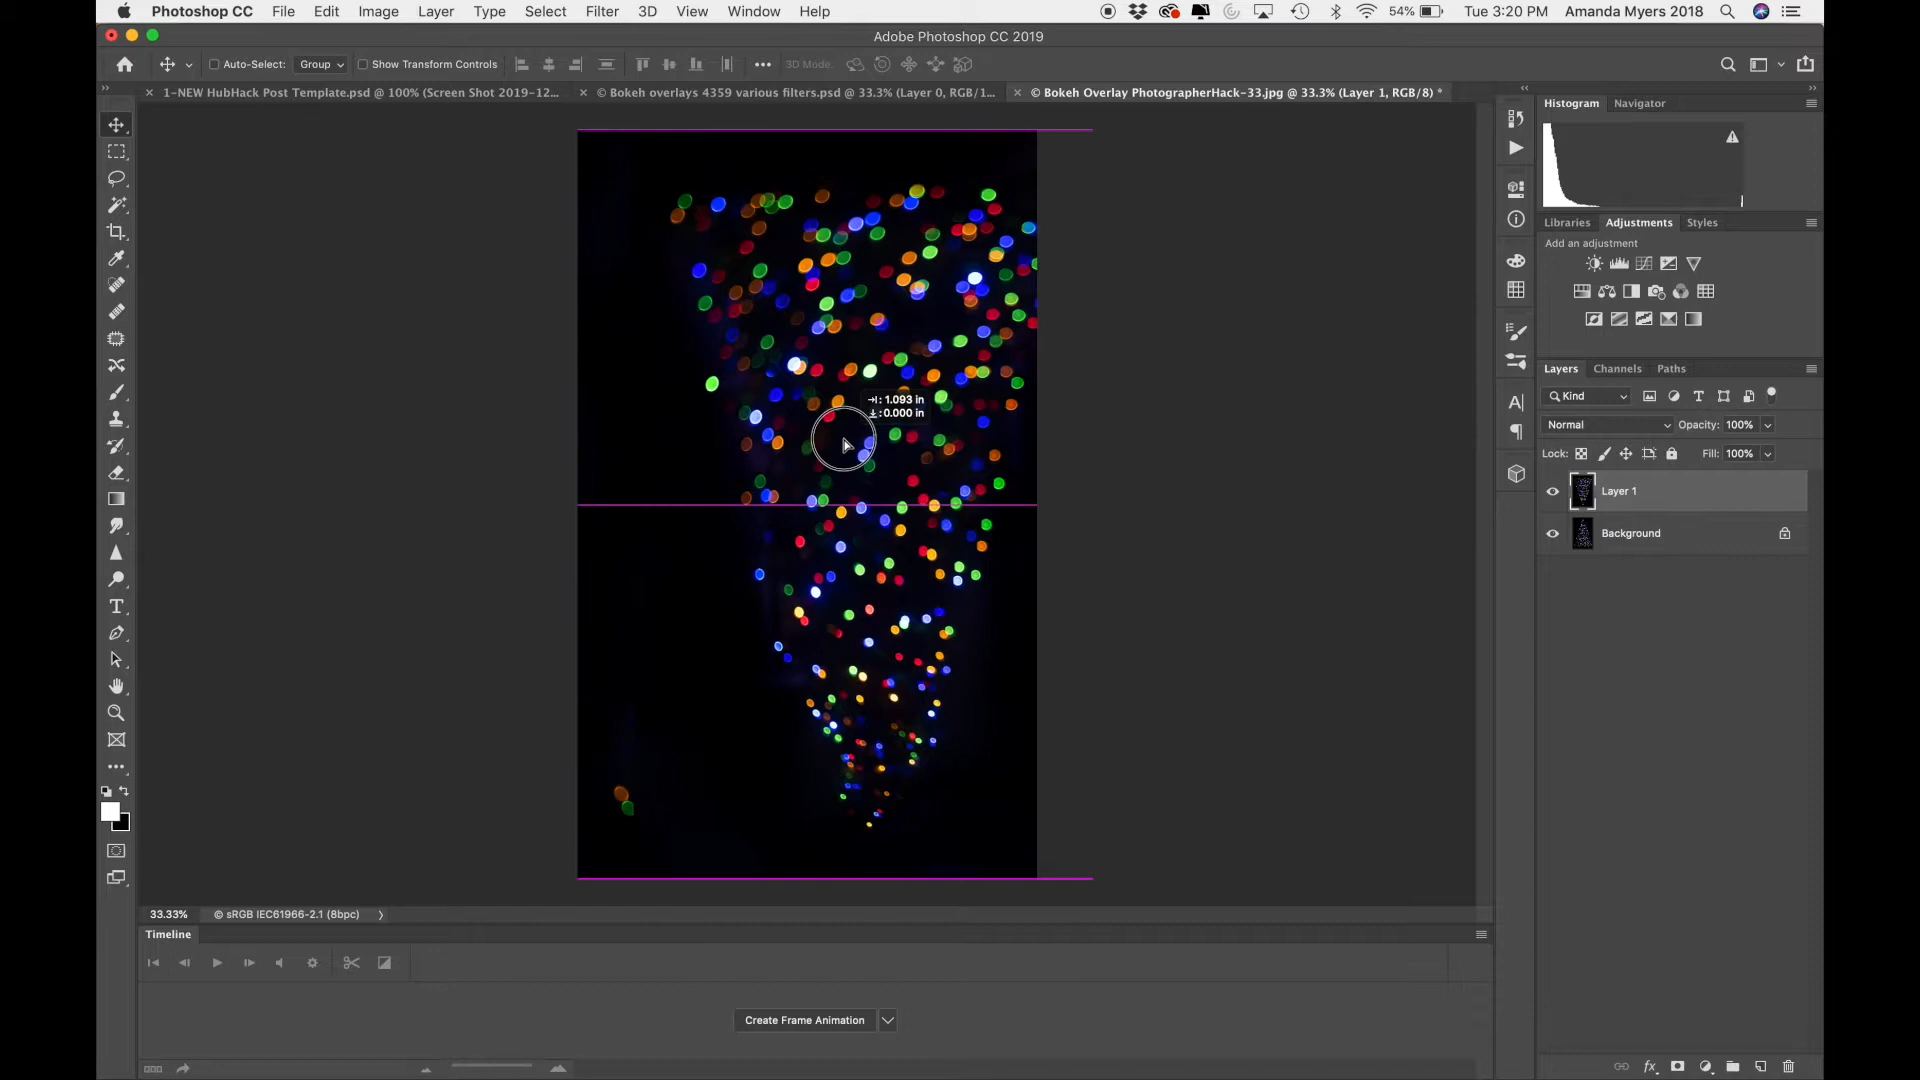 Photoshop CC File Edit Image Layer Type Select Filter 3D View Window Help 54% Tue 3:20 PM Amanda Myers 2018
Adobe Photoshop CC 2019
Auto-Select: Group Show Transform Controls 3D Mode:
1-NEW HubHack Post Template.psd @ 100% (Screen Shot 2019-12... © Bokeh overlays 4359 various filters.psd @ 33.3% (Layer 0, RGB/1... © Bokeh Overlay PhotographerHack-33.jpg @ 33.3% (Layer 1, RGB/8) *
Histogram Navigator
Libraries Adjustments Styles
Add an adjustment
Layers Channels Paths
Kind
Normal Opacity: 100%
Lock: Fill: 100%
Layer 1
Background
: 1.093 in
: 0.000 in
33.33% © sRGB IEC61966-2.1 (8bpc)
Timeline
Create Frame Animation